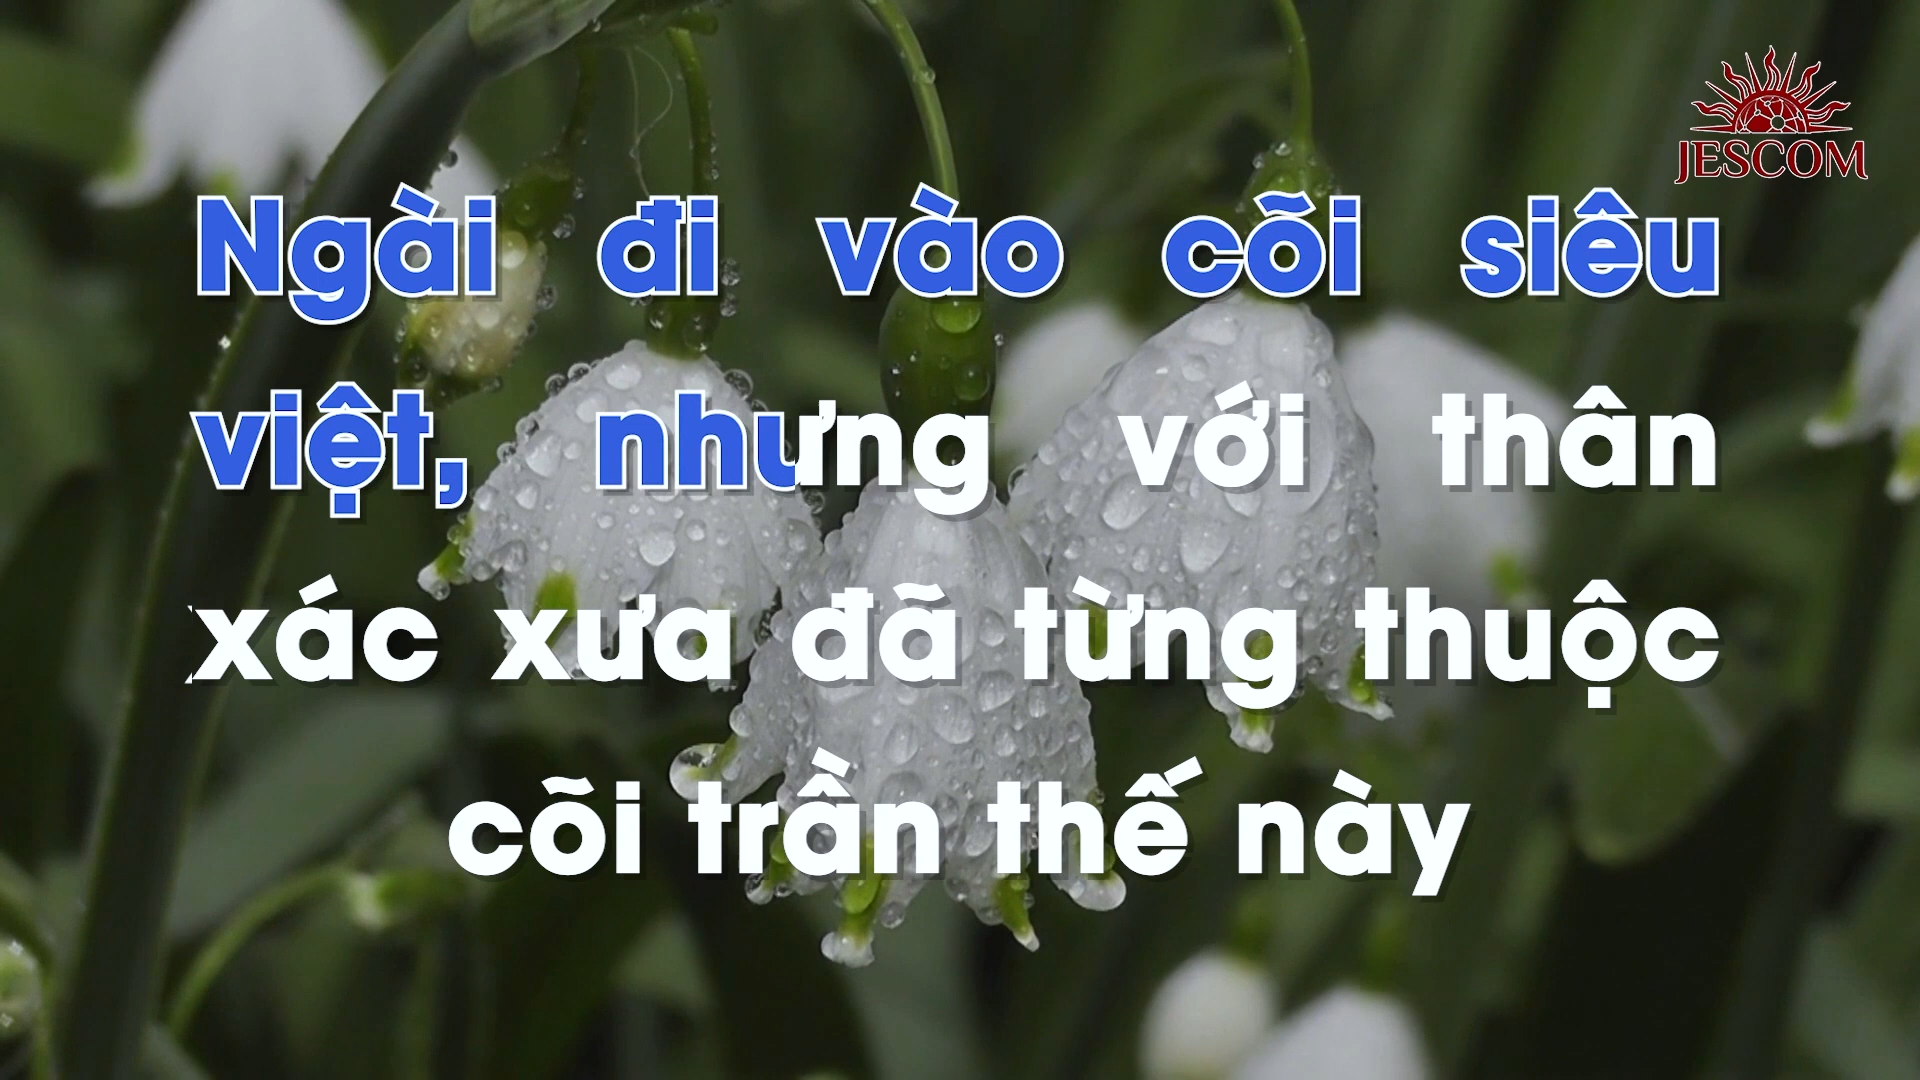 JESCOM
Ngài đi vào cõi siêu
việt, nhưng với thân
xác xưa đã từng thuộc
cõi trần thế này